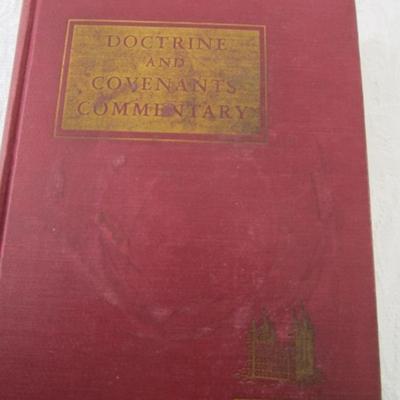 DOCTRINE
AND
COVENANTS
COMMENTARY